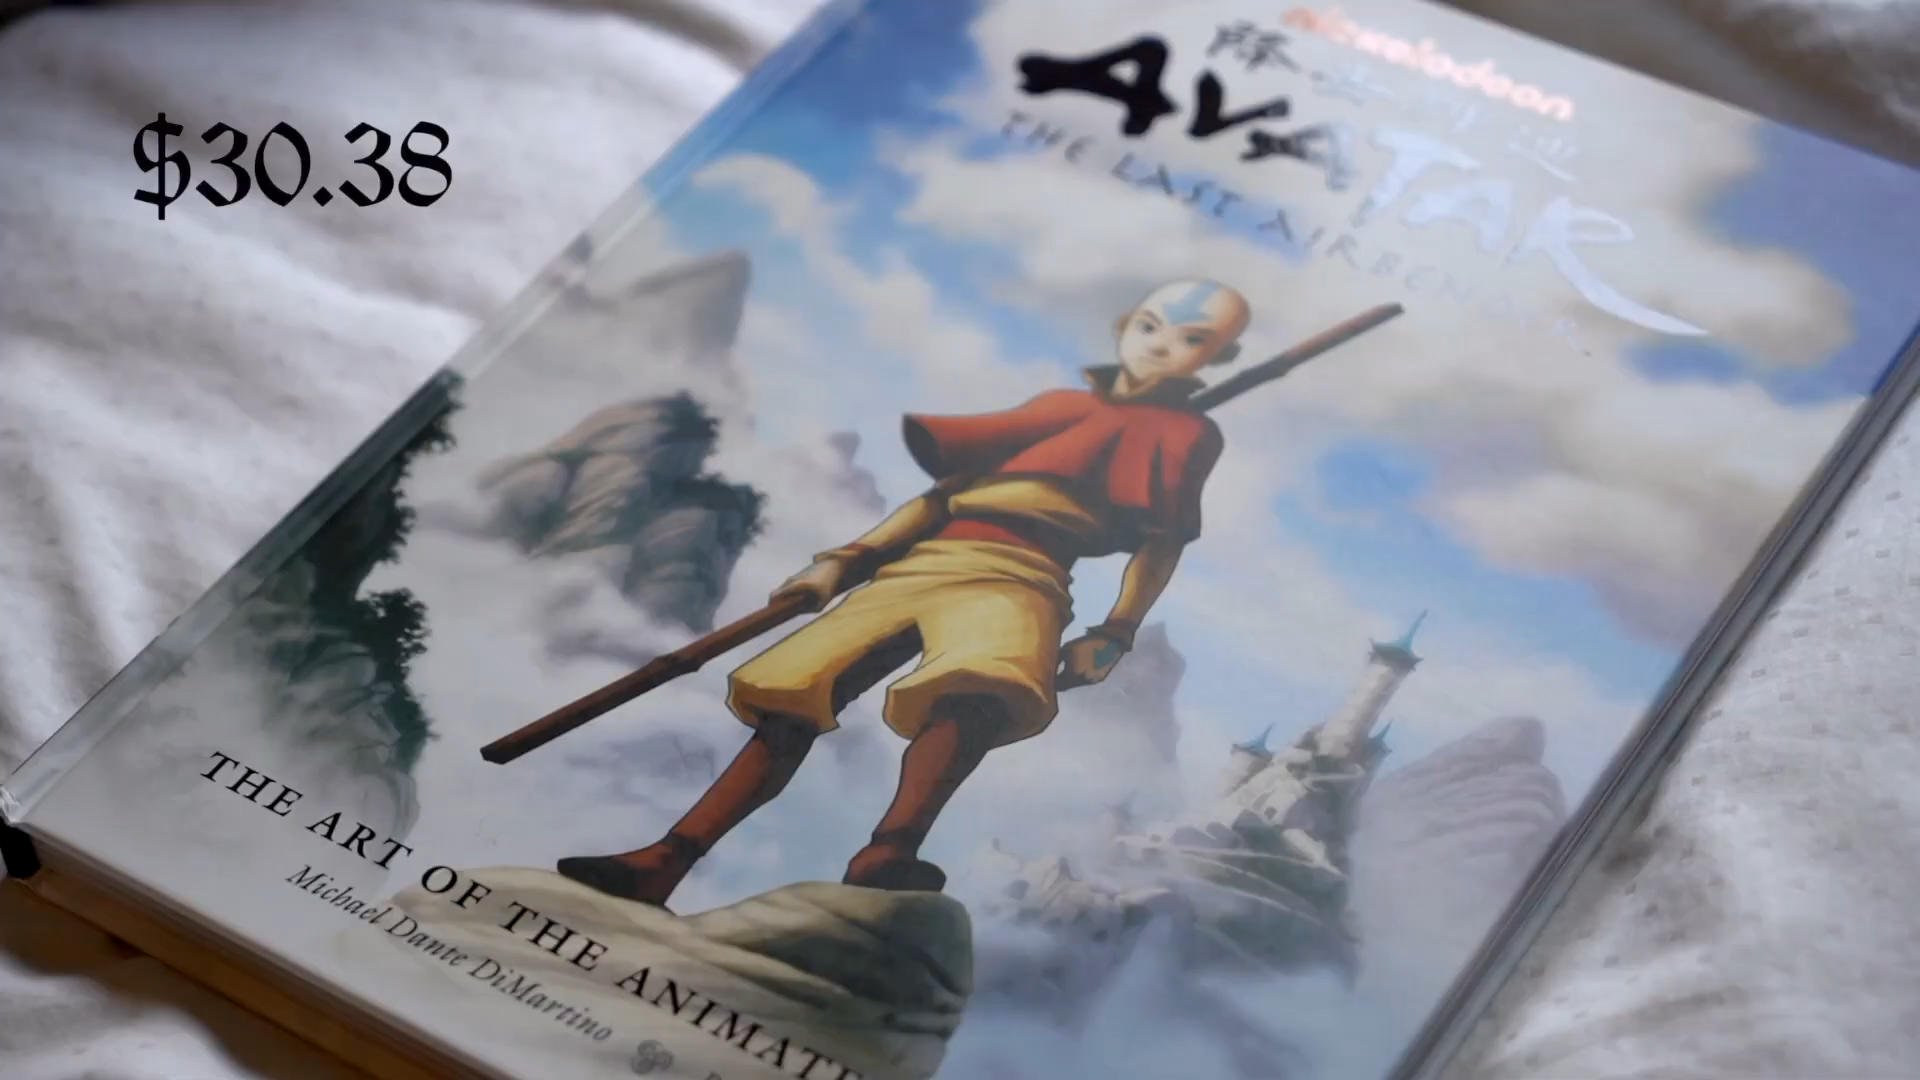 $30.38
nickelodeon
AVATAR
THE LAST AIRBENDER
THE ART OF THE ANIMATE
Michael Dante DiMartino